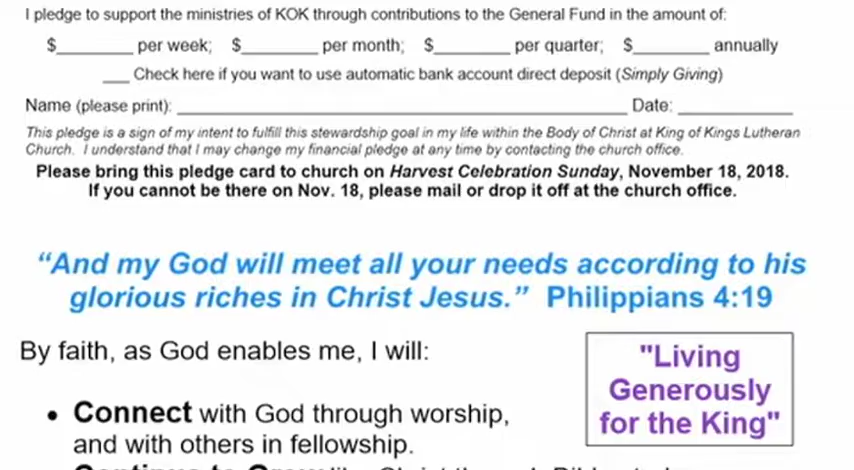 I pledge to support the ministries of KOK through contributions to the General Fund in the amount of:
$________ per week; $________ per month; $________ per quarter; $________ annually
___ Check here if you want to use automatic bank account direct deposit (Simply Giving)
Name (please print): ________________________ Date: ____________
This pledge is a sign of my intent to fulfill this stewardship goal in my life within the Body of Christ at King of Kings Lutheran
Church. I understand that I may change my financial pledge at any time by contacting the church office.
Please bring this pledge card to church on Harvest Celebration Sunday, November 18, 2018.
If you cannot be there on Nov. 18, please mail or drop it off at the church office.
“And my God will meet all your needs according to his
glorious riches in Christ Jesus.” Philippians 4:19
By faith, as God enables me, I will:
"Living
Generously
for the King"
• Connect with God through worship,
and with others in fellowship.